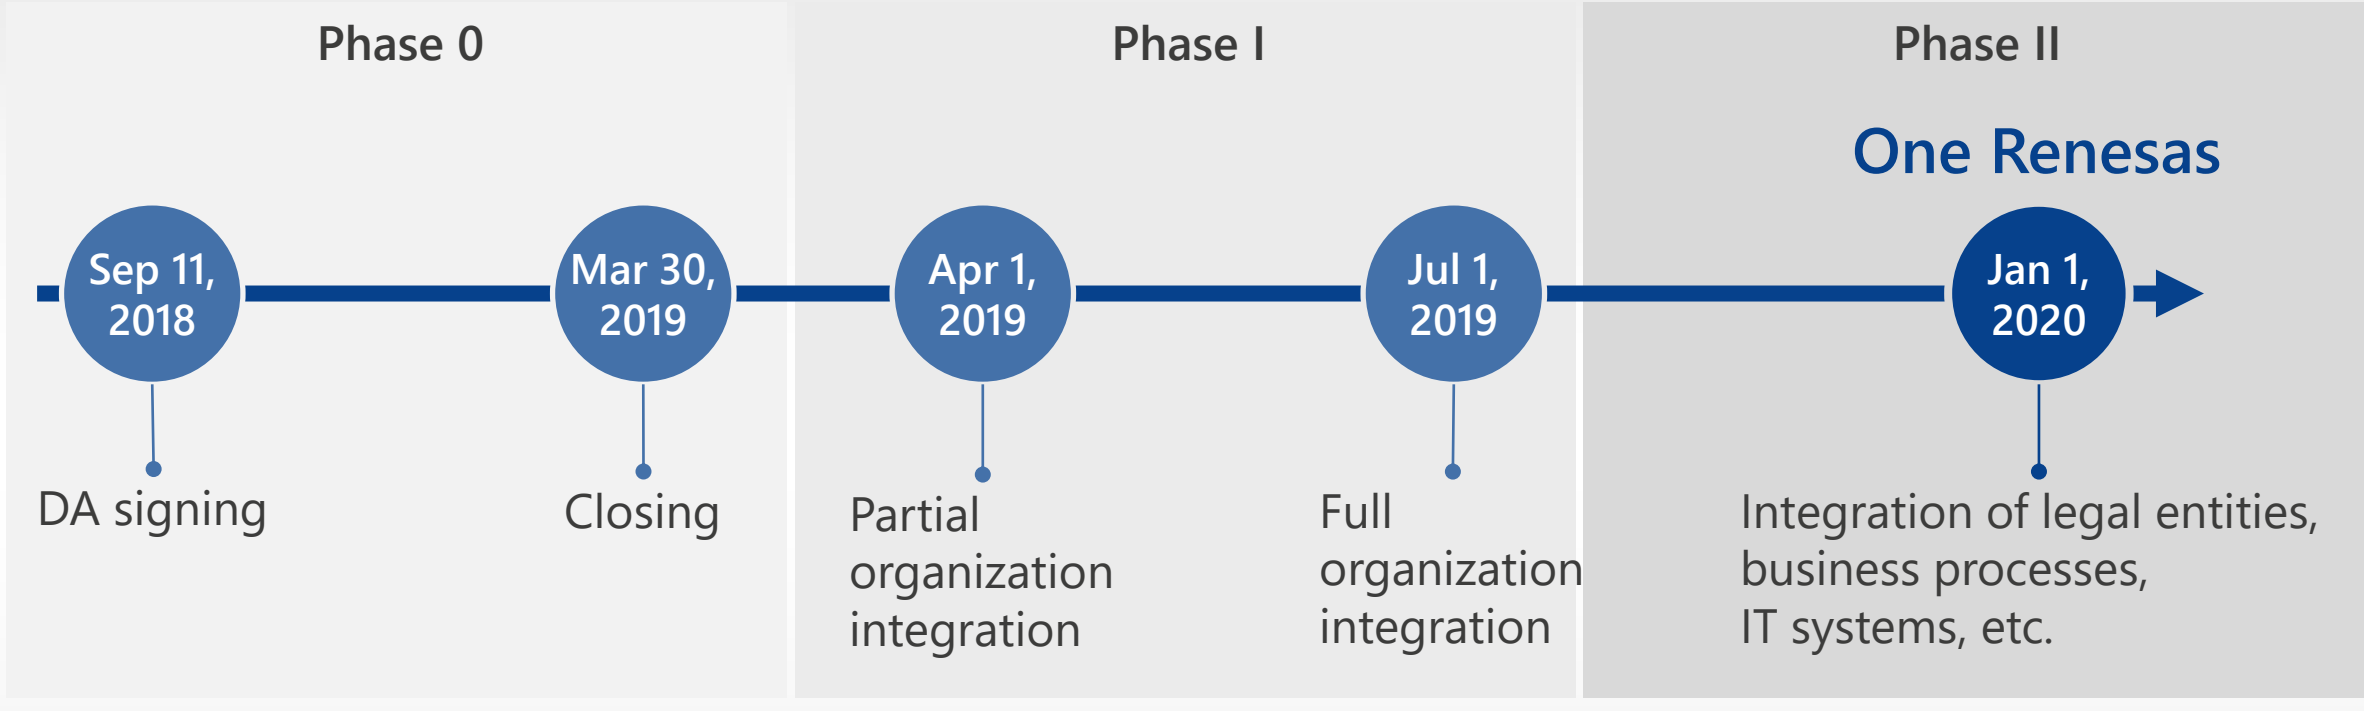 Phase 0
Phase I
Phase II
One Renesas
Sep 11,
2018
Mar 30,
2019
Apr 1,
2019
Jul 1,
2019
Jan 1,
2020
DA signing
Closing
Partial
organization
integration
Full
organization
integration
Integration of legal entities,
business processes,
IT systems, etc.